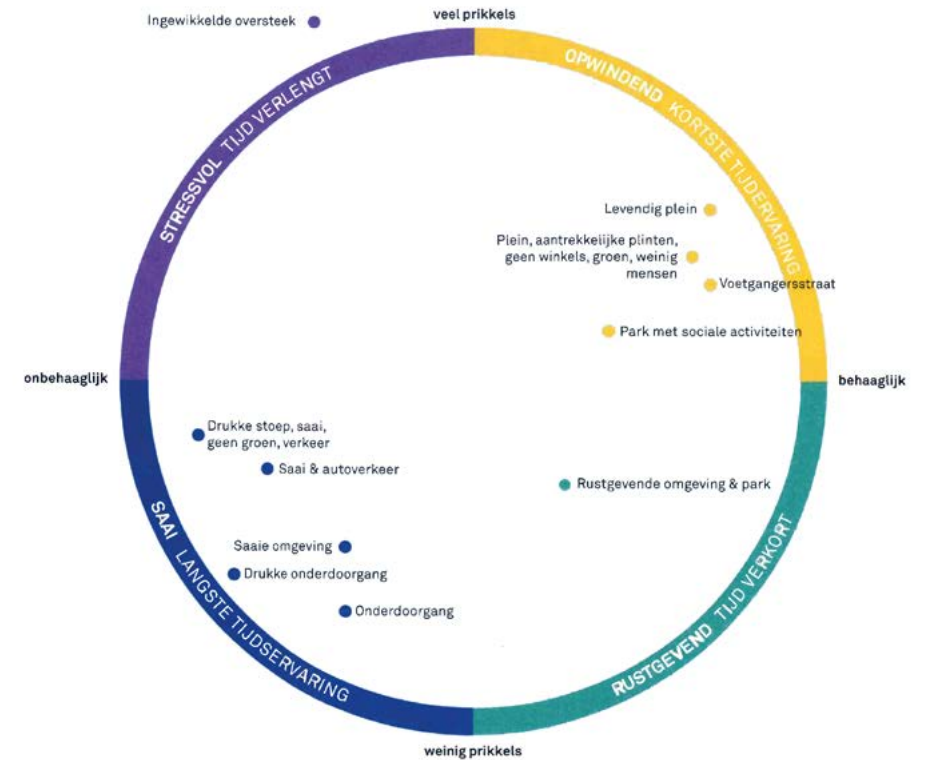 veel prikkels
Ingewikkelde oversteek
STRESSVOL TIJD VERLENGT
OPWINDEND KORTSTE TIJDERVARING
Levendig plein
Plein, aantrekkelijke plinten,
geen winkels, groen, weinig
mensen
Voetgangersstraat
Park met sociale activiteiten
onbehaaglijk
behaaglijk
Drukke stoep, saai,
geen groen, verkeer
Saai & autoverkeer
Rustgevende omgeving & park
Saaie omgeving
Drukke onderdoorgang
Onderdoorgang
SAAI LANGSTE TIJDSERVARING
RUSTGEVEND TIJD VERKORT
weinig prikkels